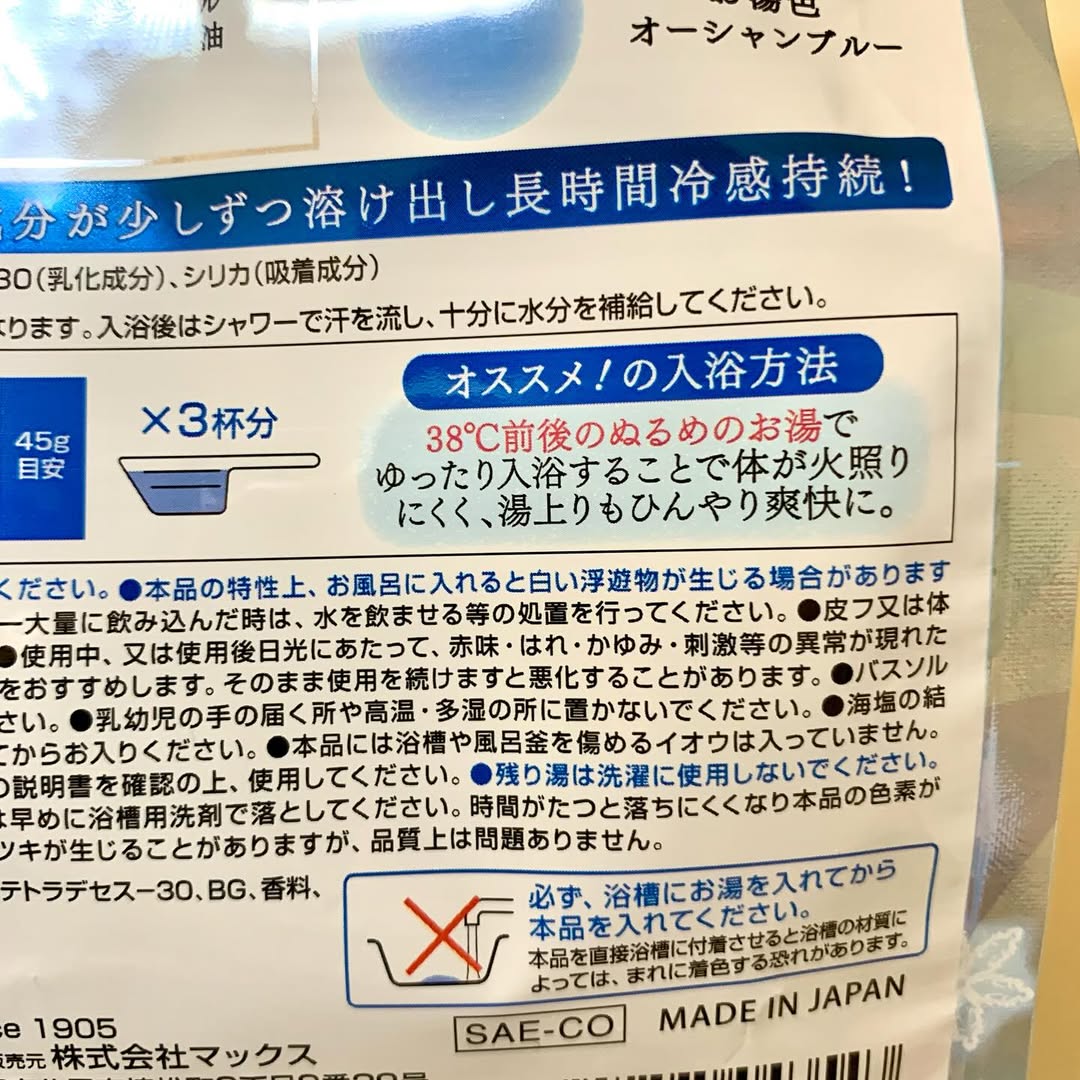 油
お湯色
オーシャンブルー
分が少しずつ溶け出し長時間冷感持続!
30(乳化成分)、シリカ(吸着成分)
なります。入浴後はシャワーで汗を流し、十分に水分を補給してください。
45g
目安
×3杯分
オススメ!の入浴方法
38℃前後のぬるめのお湯で
ゆったり入浴することで体が火照り
にくく、湯上りもひんやり爽快に。
ください。●本品の特性上、お風呂に入れると白い浮遊物が生じる場合があります
一大量に飲み込んだ時は、水を飲ませる等の処置を行ってください。●皮フ又は体
●使用中、又は使用後日光にあたって、赤味・はれ・かゆみ・刺激等の異常が現れた
をおすすめします。そのまま使用を続けますと悪化することがあります。●バスソル
さい。●乳幼児の手の届く所や高温・多湿の所に置かないでください。●海塩の結
てからお入りください。●本品には浴槽や風呂釜を傷めるイオウは入っていません。
の説明書を確認の上、使用してください。●残り湯は洗濯に使用しないでください。
は早めに浴槽用洗剤で落としてください。時間がたつと落ちにくくなり本品の色素が
ツキが生じることがありますが、品質上は問題ありません。
テトラデセス-30、BG、香料、
必ず、浴槽にお湯を入れてから
本品を入れてください。
本品を直接浴槽に付着させると浴槽の材質に
よっては、まれに着色する恐れがあります。
ce 1905
SAE-CO
MADE IN JAPAN
販売元 株式会社マックス